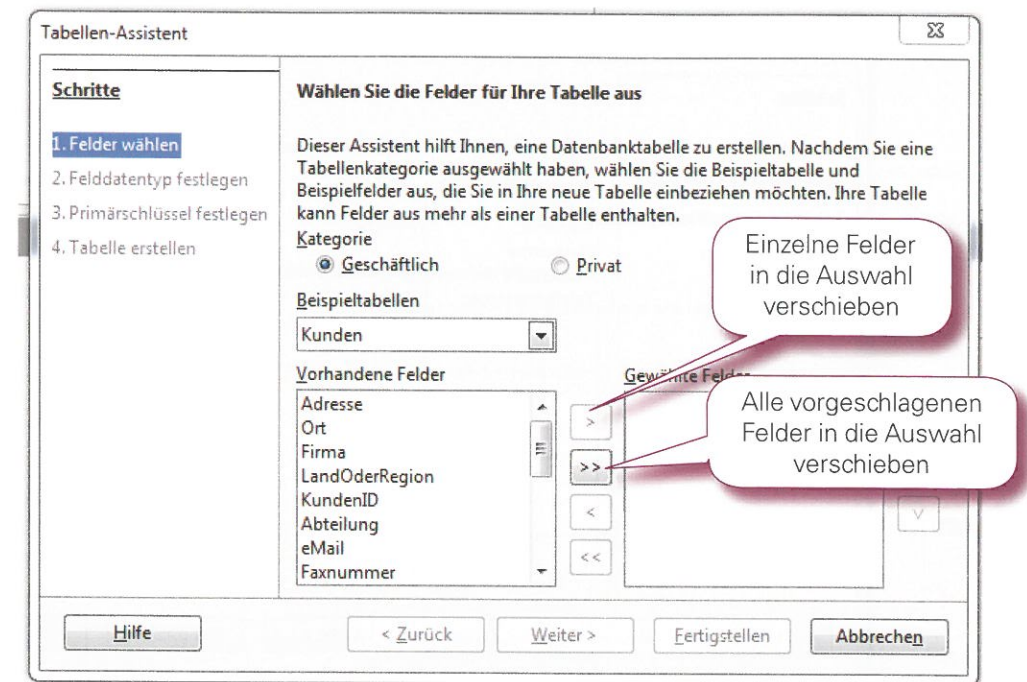 Tabellen-Assistent
Schritte
1. Felder wählen
2. Felddatentyp festlegen
3. Primärschlüssel festlegen
4. Tabelle erstellen
Wählen Sie die Felder für Ihre Tabelle aus
Dieser Assistent hilft Ihnen, eine Datenbanktabelle zu erstellen. Nachdem Sie eine
Tabellenkategorie ausgewählt haben, wählen Sie die Beispieltabelle und
Beispielfelder aus, die Sie in Ihre neue Tabelle einbeziehen möchten. Ihre Tabelle
kann Felder aus mehr als einer Tabelle enthalten.
Kategorie
Geschäftlich
Privat
Einzelne Felder
in die Auswahl
verschieben
Beispieltabellen
Kunden
Vorhandene Felder
Adresse
Ort
Firma
LandOderRegion
KundenID
Abteilung
eMail
Faxnummer
>
>>
<
<<
Gewählte Felder
Alle vorgeschlagenen
Felder in die Auswahl
verschieben
Hilfe
< Zurück
Weiter >
Fertigstellen
Abbrechen